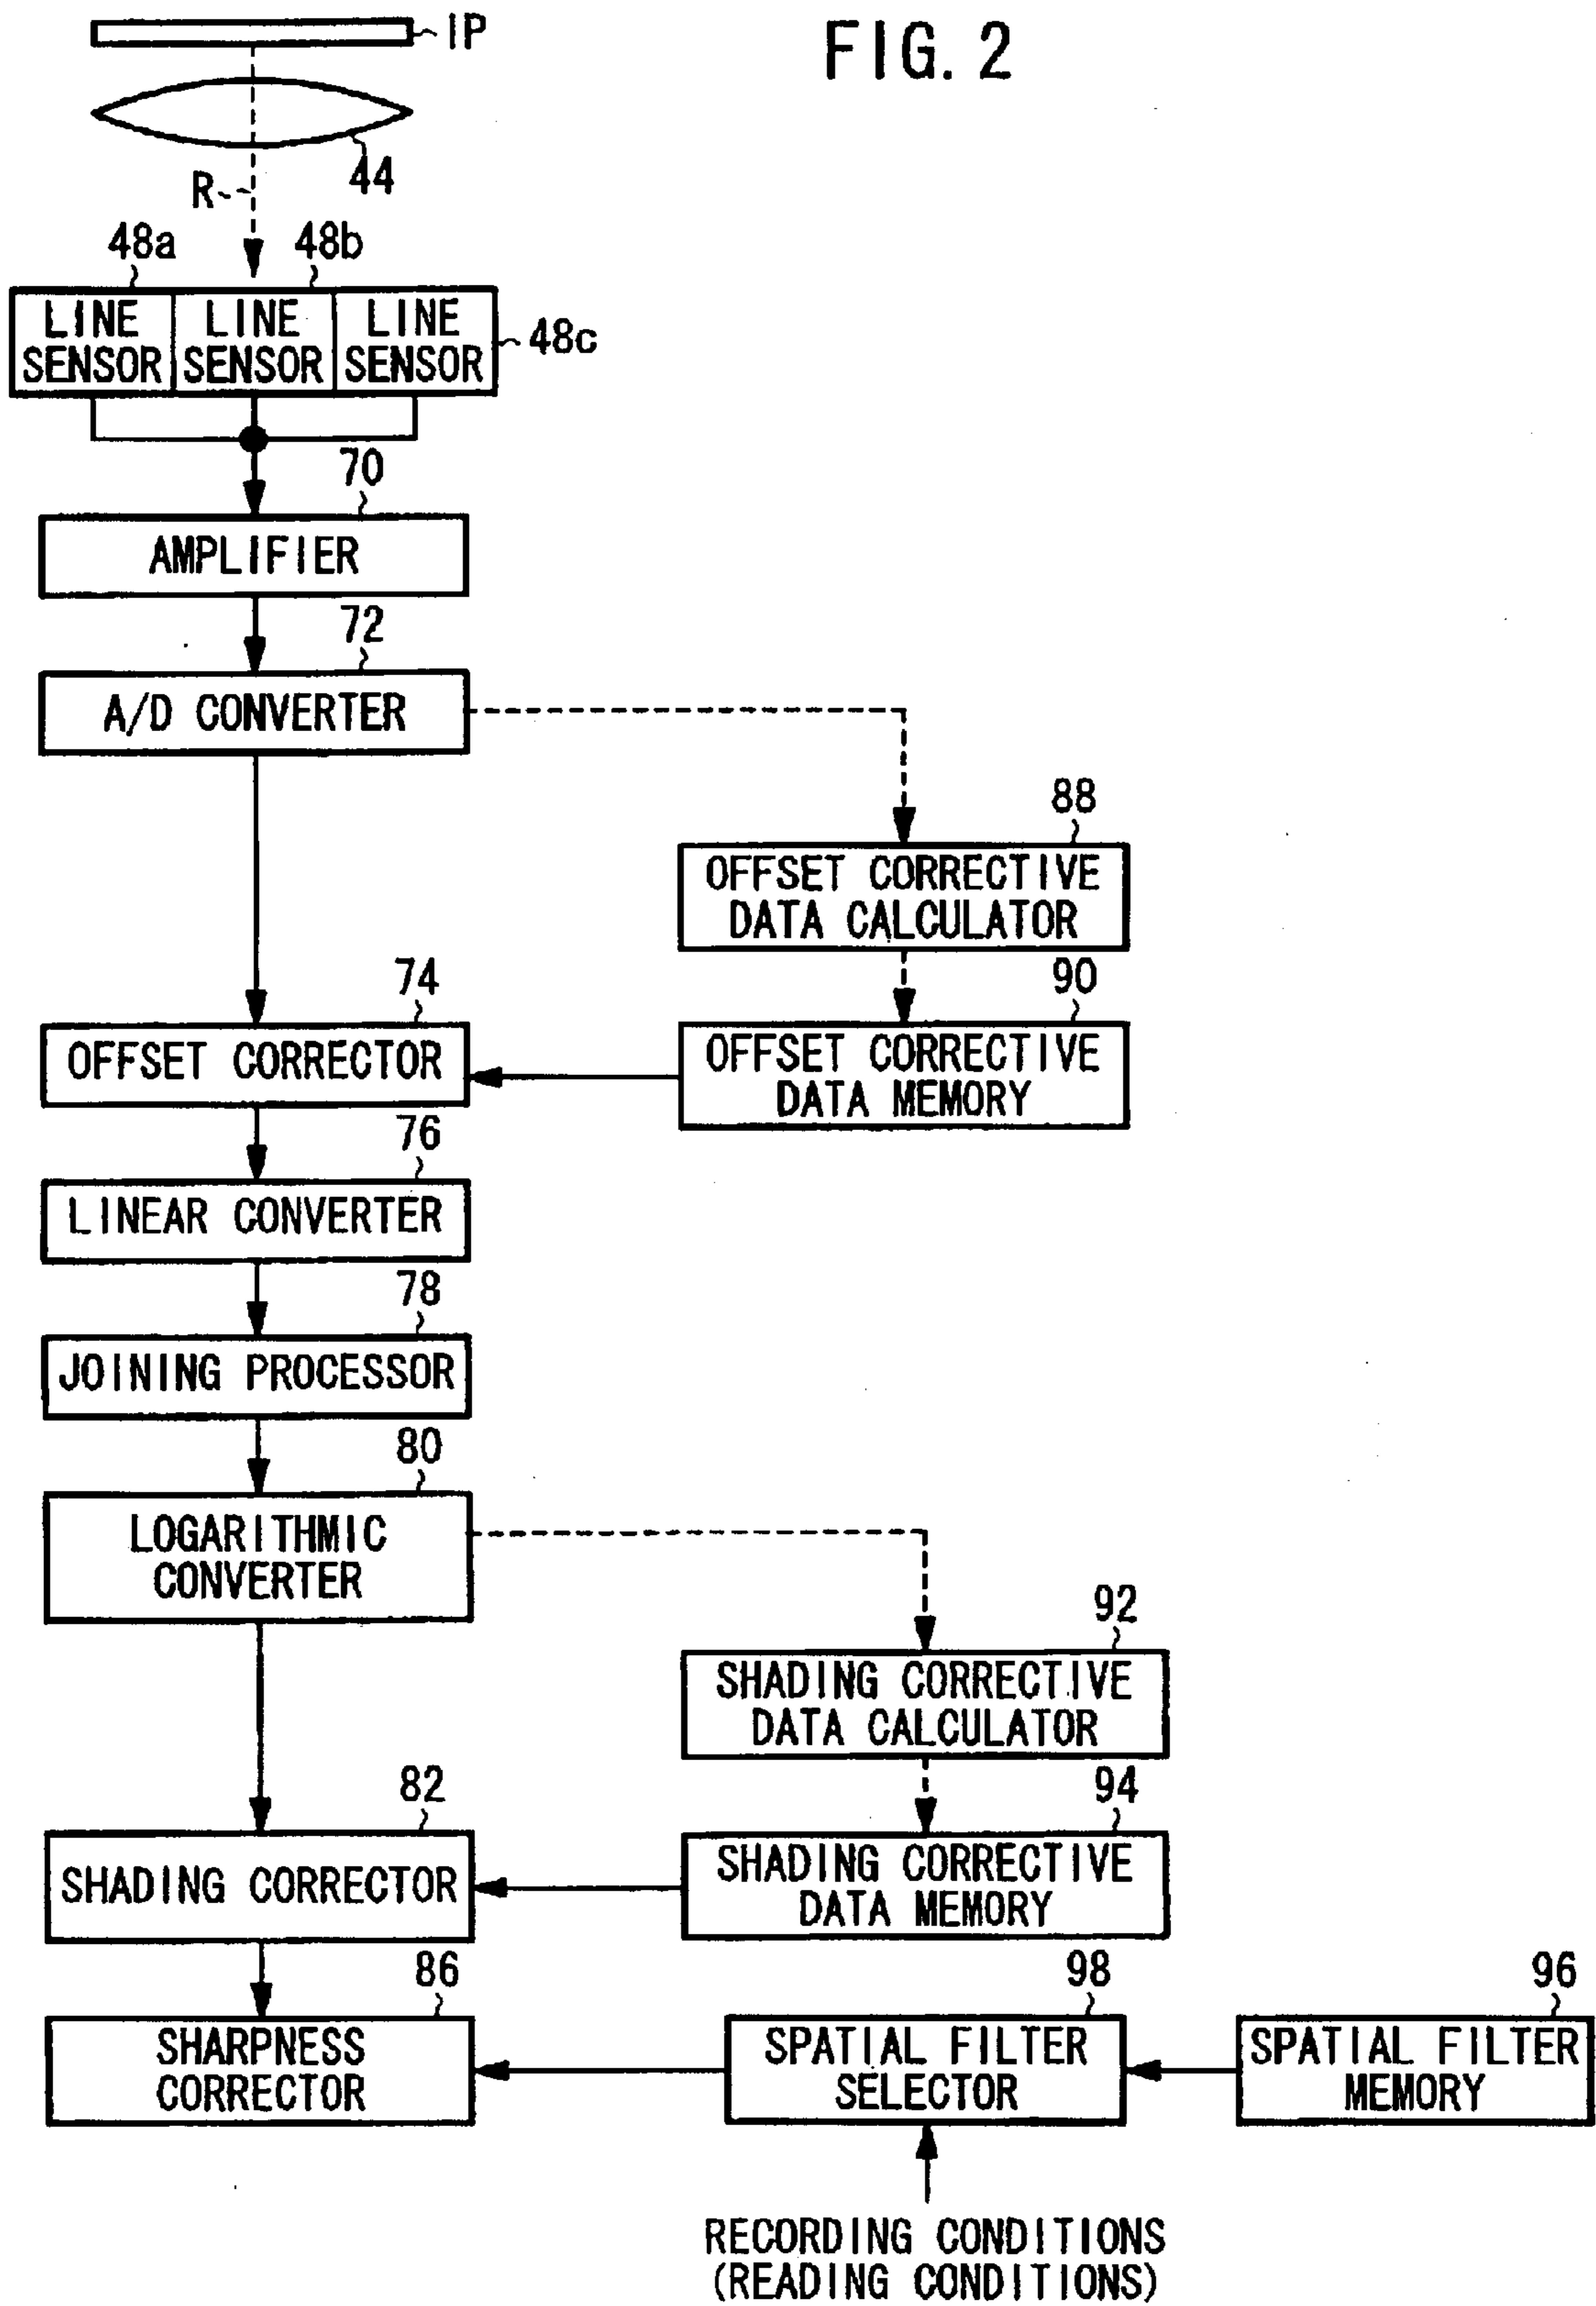 IP
FIG. 2
44
R
48a
48b
LINE SENSOR
LINE SENSOR
LINE SENSOR
48c
70
AMPLIFIER
72
A/D CONVERTER
88
OFFSET CORRECTIVE
DATA CALCULATOR
74
90
OFFSET CORRECTOR
OFFSET CORRECTIVE
DATA MEMORY
76
LINEAR CONVERTER
78
JOINING PROCESSOR
80
LOGARITHMIC
CONVERTER
92
SHADING CORRECTIVE
DATA CALCULATOR
82
94
SHADING CORRECTOR
SHADING CORRECTIVE
DATA MEMORY
86
98
96
SHARPNESS
CORRECTOR
SPATIAL FILTER
SELECTOR
SPATIAL FILTER
MEMORY
RECORDING CONDITIONS
(READING CONDITIONS)